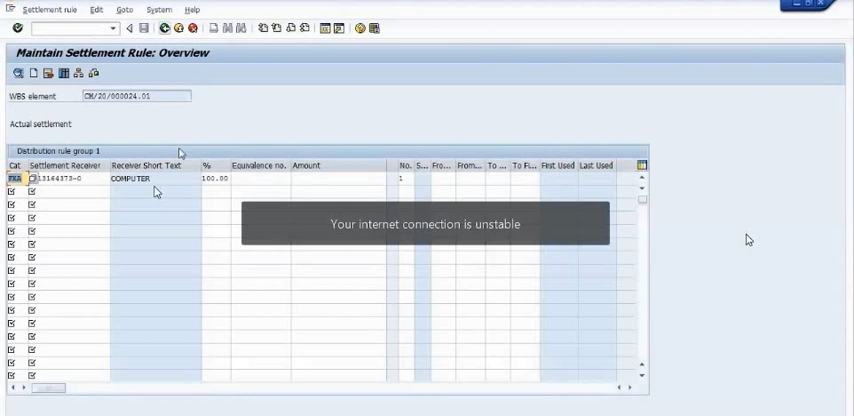 Settlement rule Edit Goto System Help
Maintain Settlement Rule: Overview
WBS element CM/20/000024.01
Actual settlement
Distribution rule group 1
Cat Settlement Receiver Receiver Short Text % Equivalence no. Amount No. S... Fro... From... To ... To Fi... First Used Last Used
FXA 13164373-0 COMPUTER 100.00 1
Your internet connection is unstable